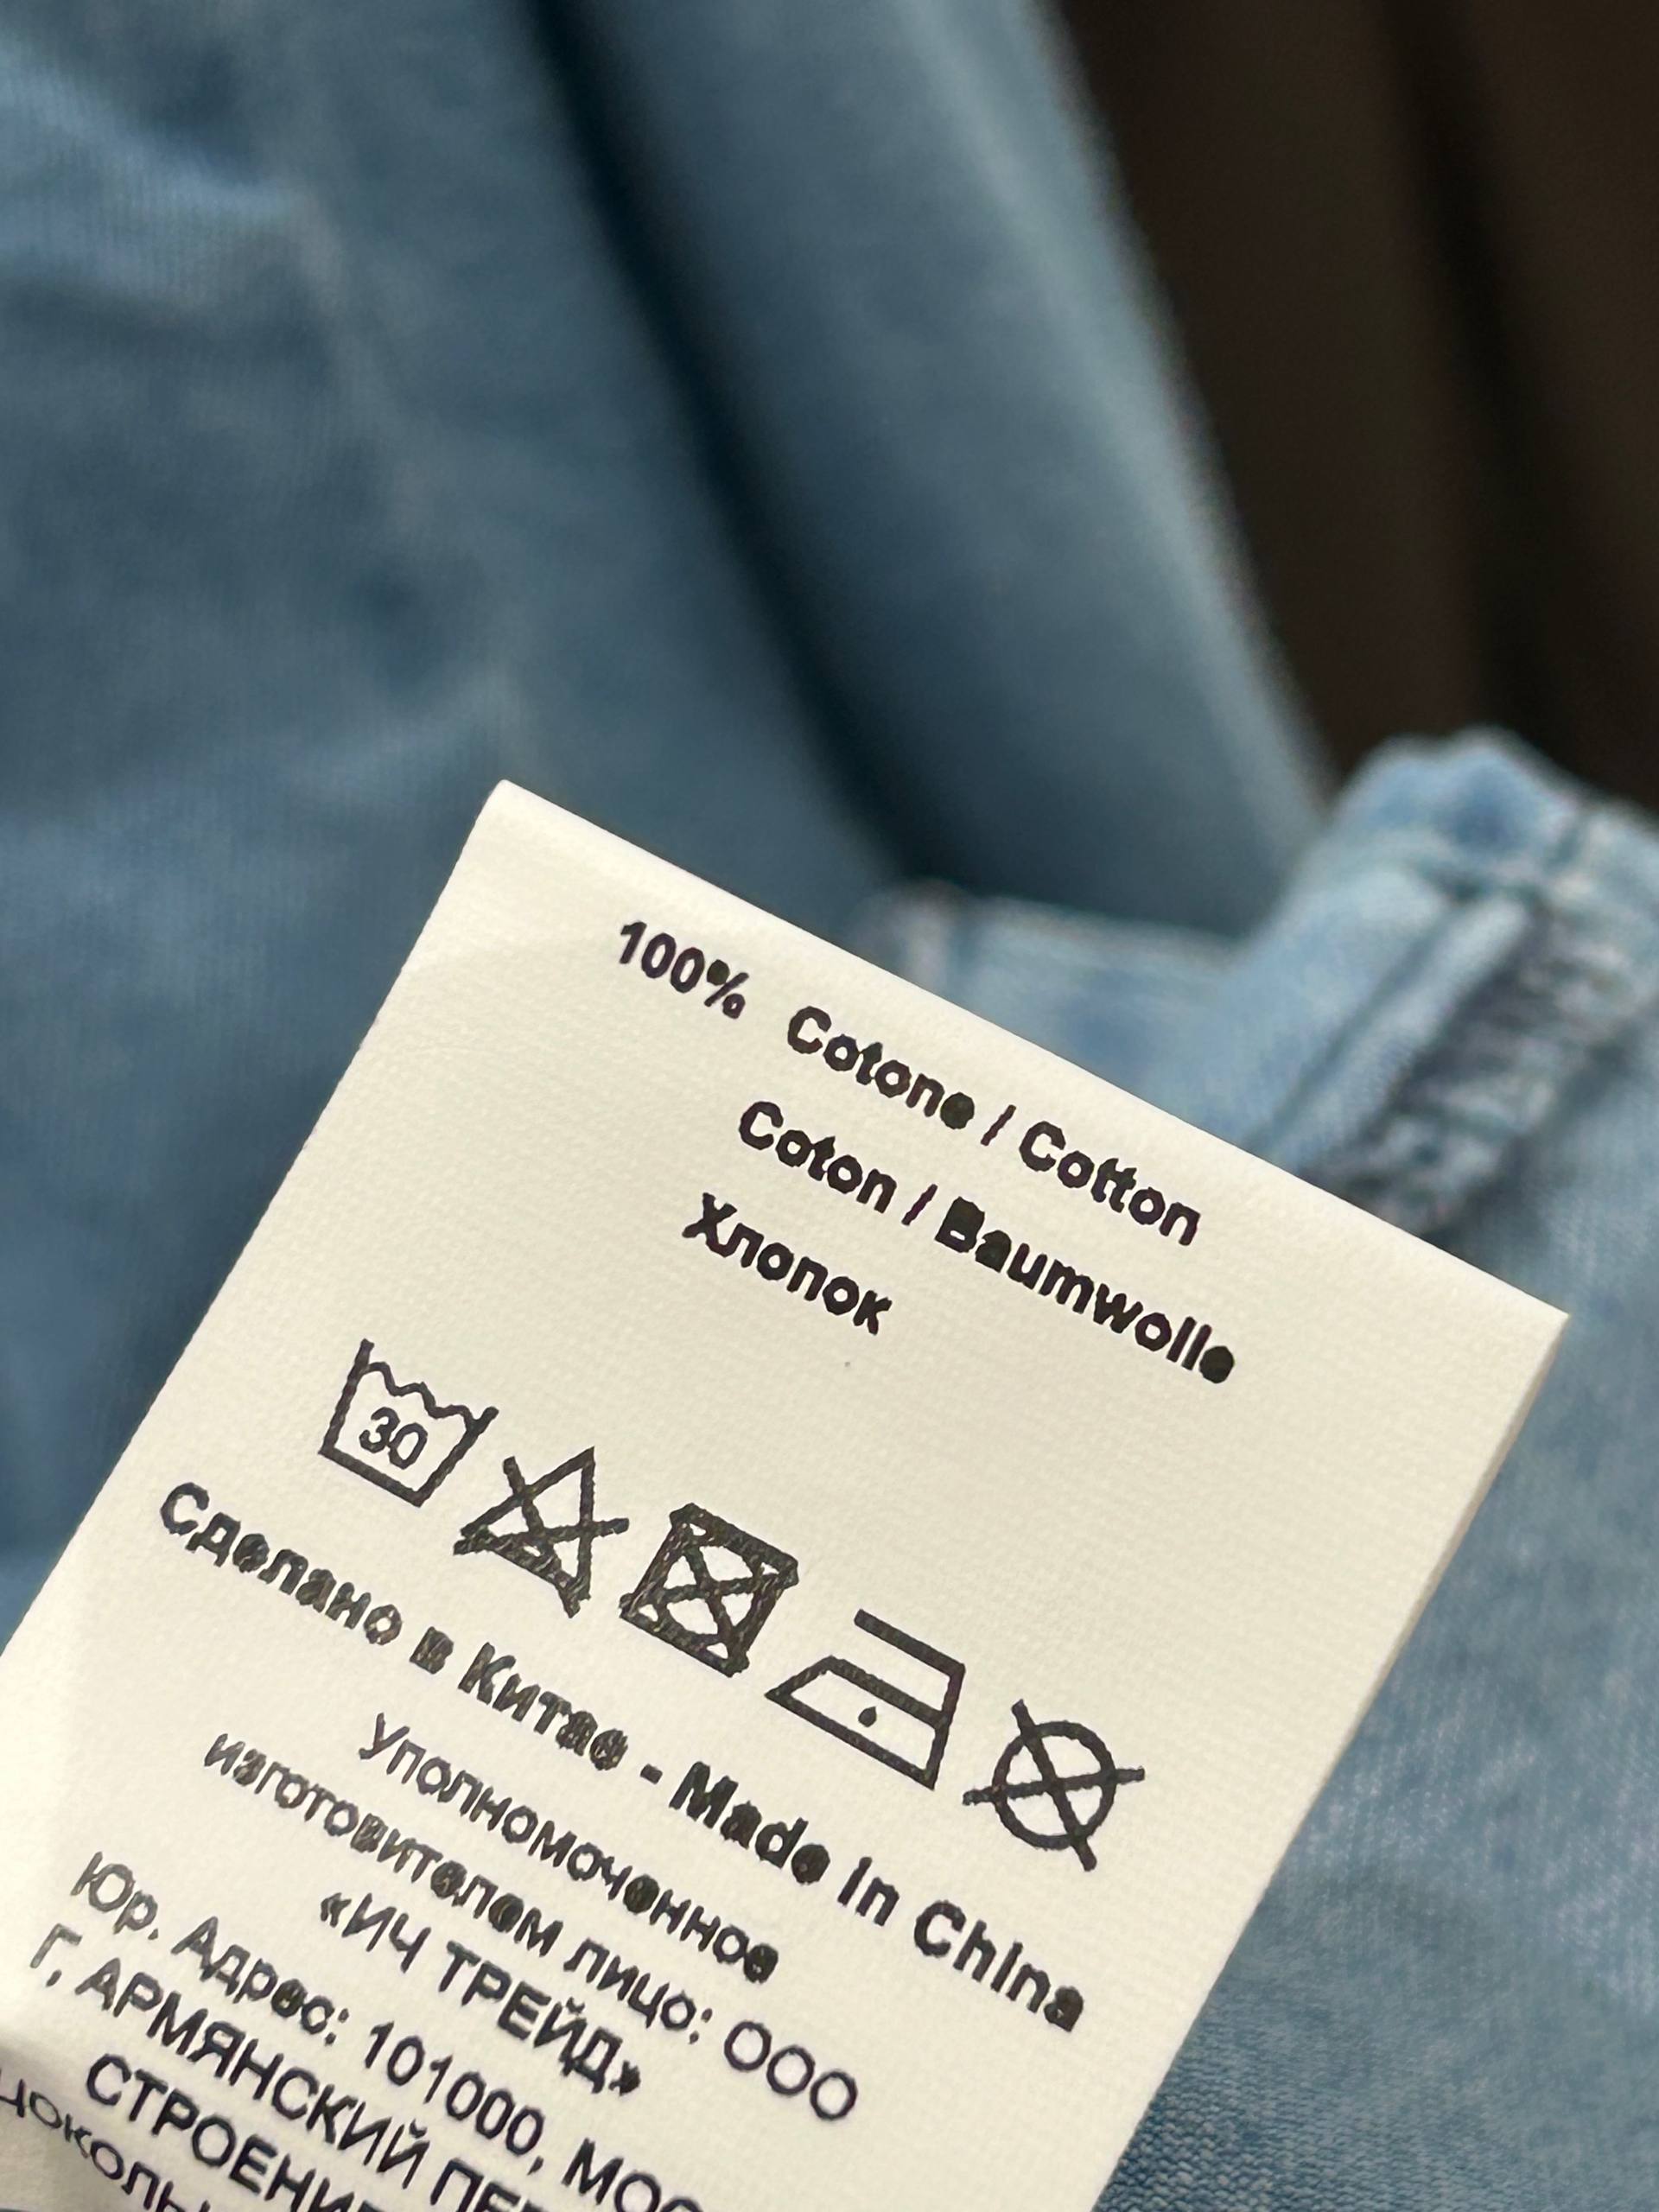 100% Cotone / Cotton
Coton / Baumwolle
Хлопок
30
Сделано в Китае - Made in China
Уполномоченное
изготовителем лицо: ООО
«ИЧ ТРЕЙД»
Юр. Адрес: 101000,
Г, АРМЯНСКИЙ